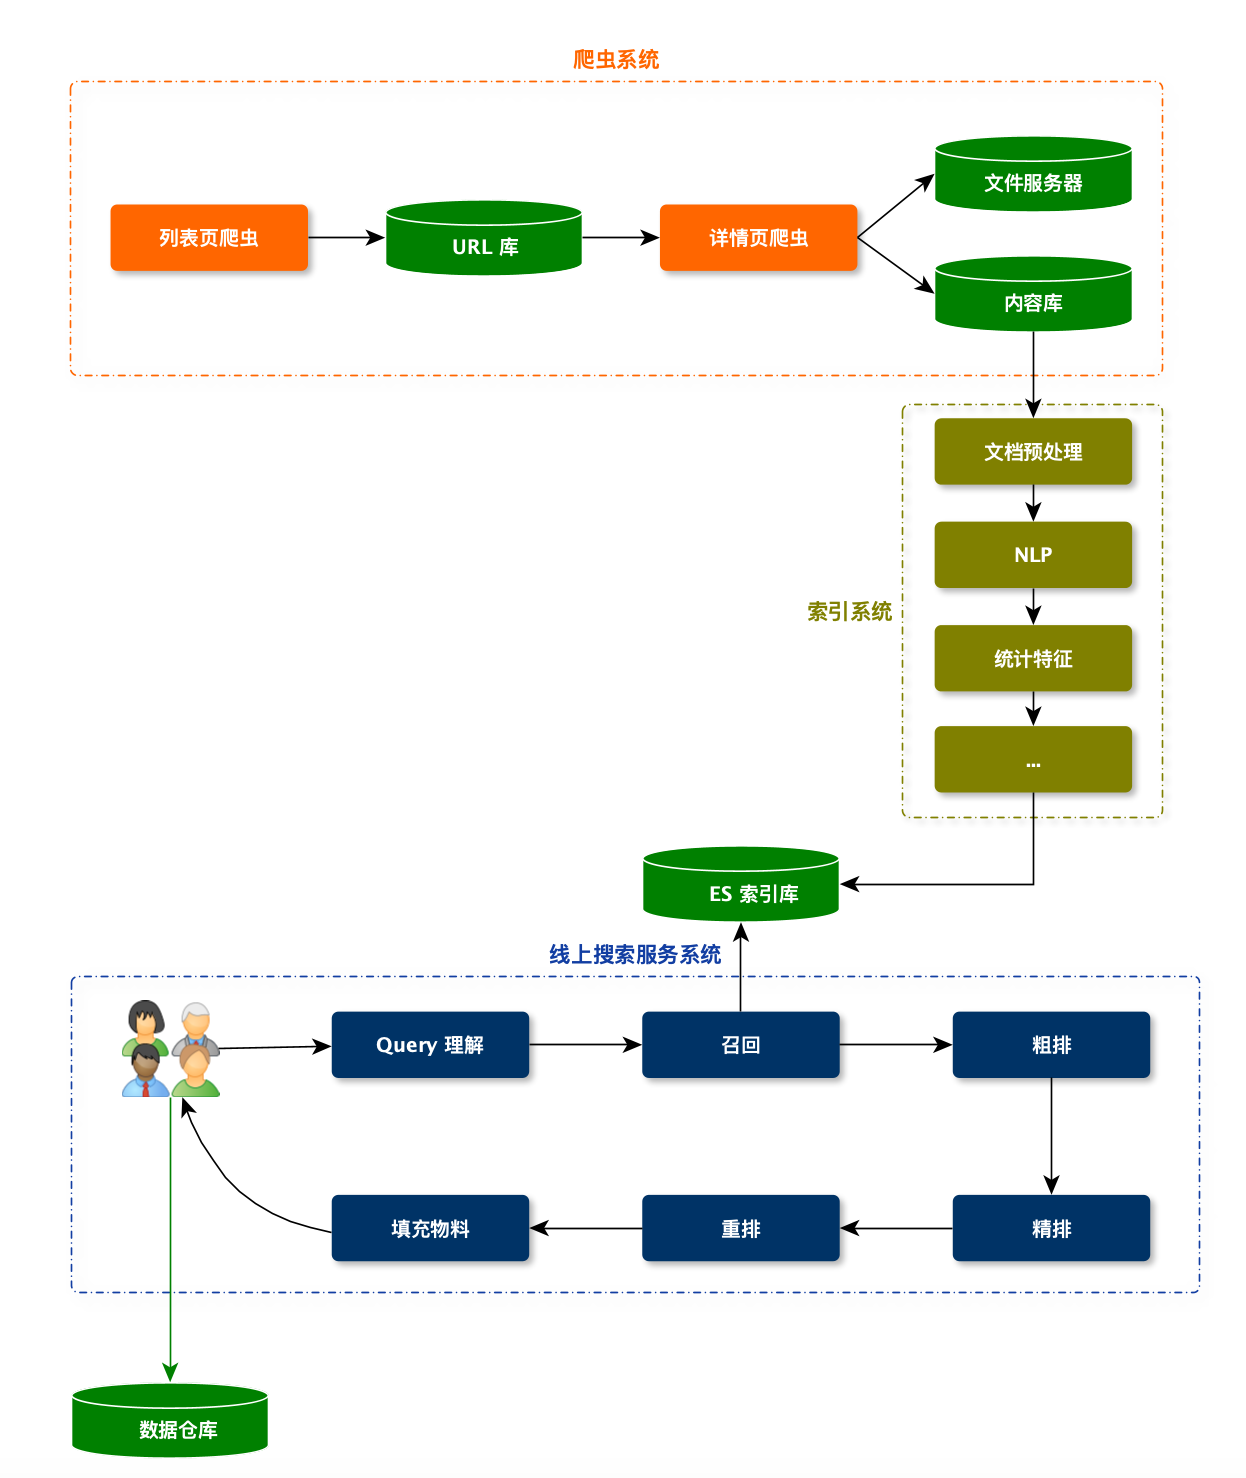 爬虫系统
文件服务器
列表页爬虫
URL 库
详情页爬虫
内容库
文档预处理
NLP
索引系统
统计特征
...
ES 索引库
线上搜索服务系统
Query 理解
召回
粗排
填充物料
重排
精排
数据仓库